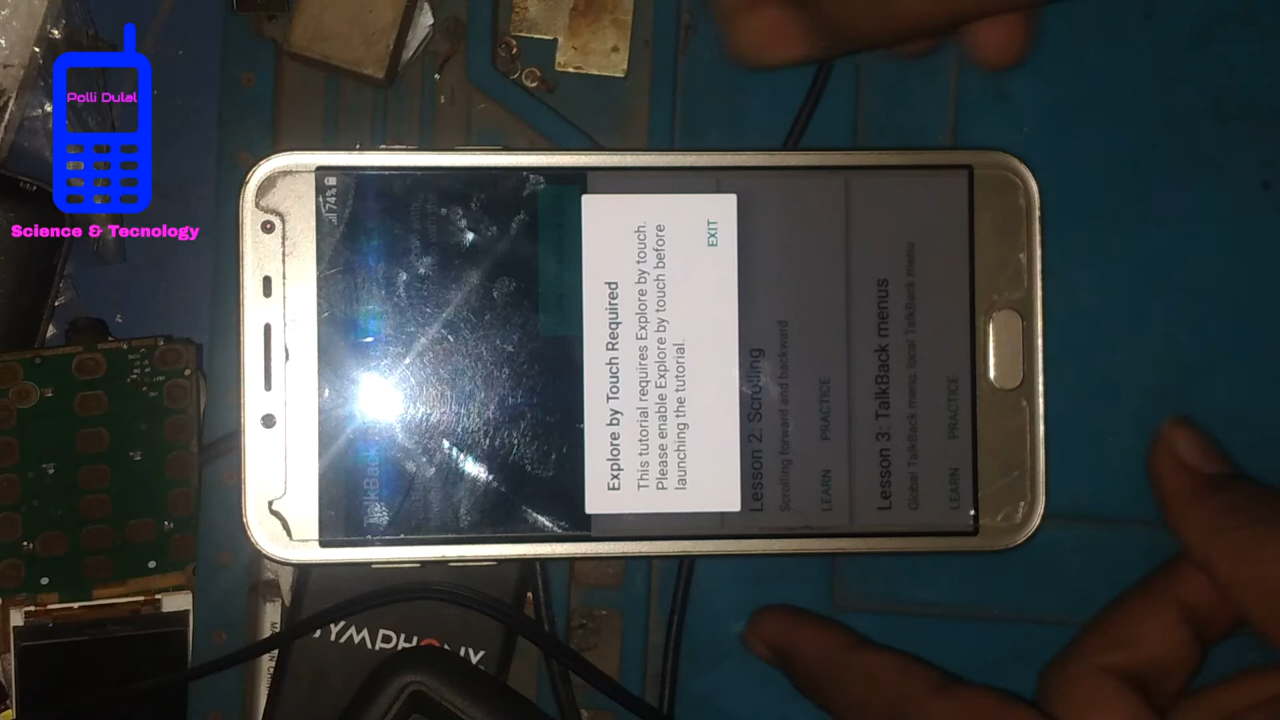 Polli Dulal
Science & Tecnology
74%
TalkBack
Explore by Touch Required
This tutorial requires Explore by touch.
Please enable Explore by touch before
launching the tutorial.
EXIT
Lesson 2: Scrolling
Scrolling forward and backward
LEARN PRACTICE
Lesson 3: TalkBack menus
Global TalkBack menu, local TalkBack menu
LEARN PRACTICE
SYMPHONY